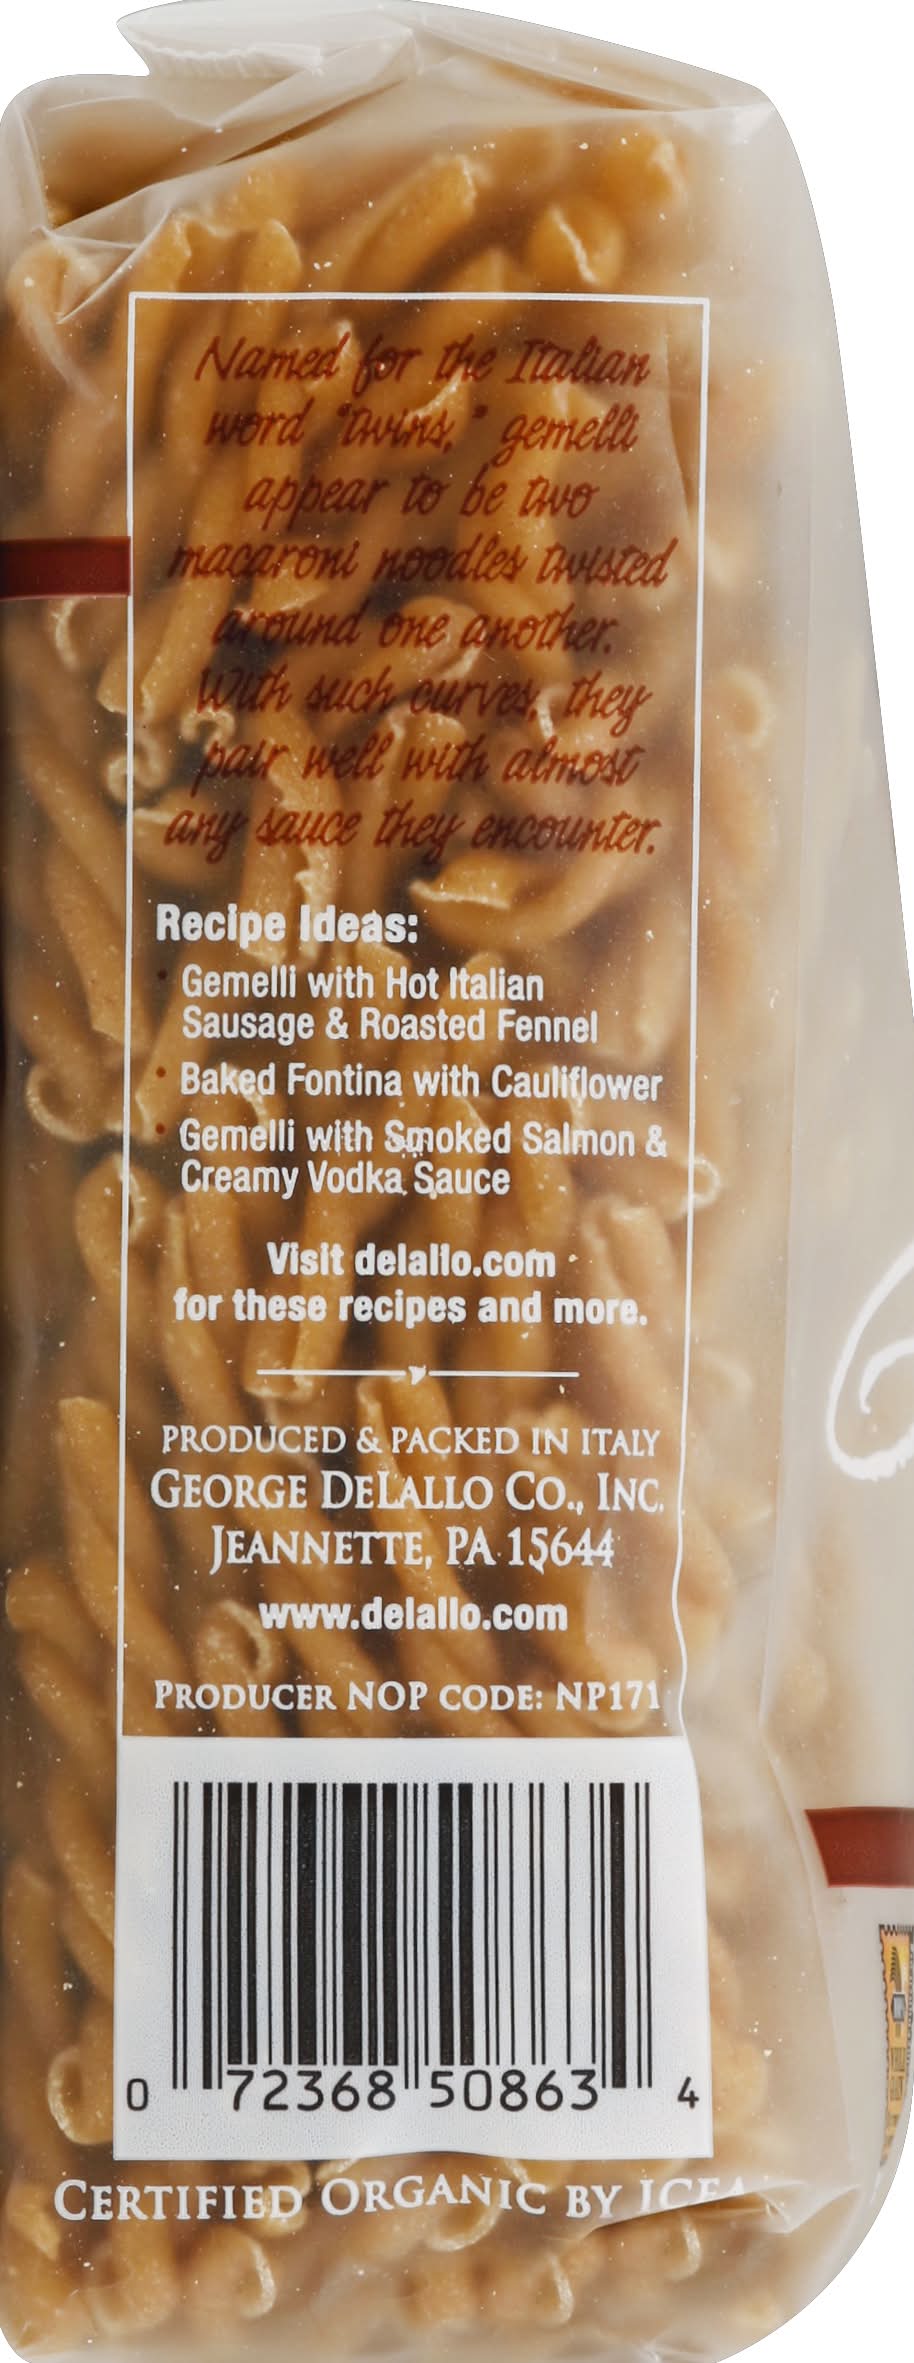 Named for the Italian
word "twins," gemelli
appear to be two
macaroni noodles twisted
around one another.
With such curves, they
pair well with almost
any sauce they encounter.
Recipe Ideas:
• Gemelli with Hot Italian
Sausage & Roasted Fennel
• Baked Fontina with Cauliflower
• Gemelli with Smoked Salmon &
Creamy Vodka Sauce
Visit delallo.com
for these recipes and more.
PRODUCED & PACKED IN ITALY
GEORGE DELALLO CO., INC.
JEANNETTE, PA 15644
www.delallo.com
PRODUCER NOP CODE: NP171
0 72368 50863 4
CERTIFIED ORGANIC BY ICEA